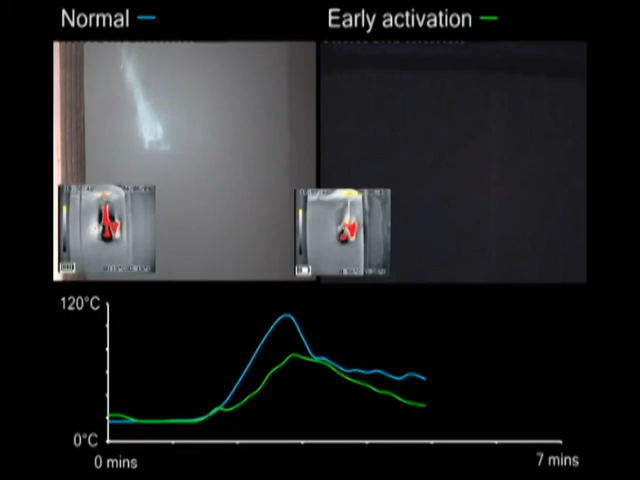 Normal
Early activation
120°C
0°C
0 mins
7 mins